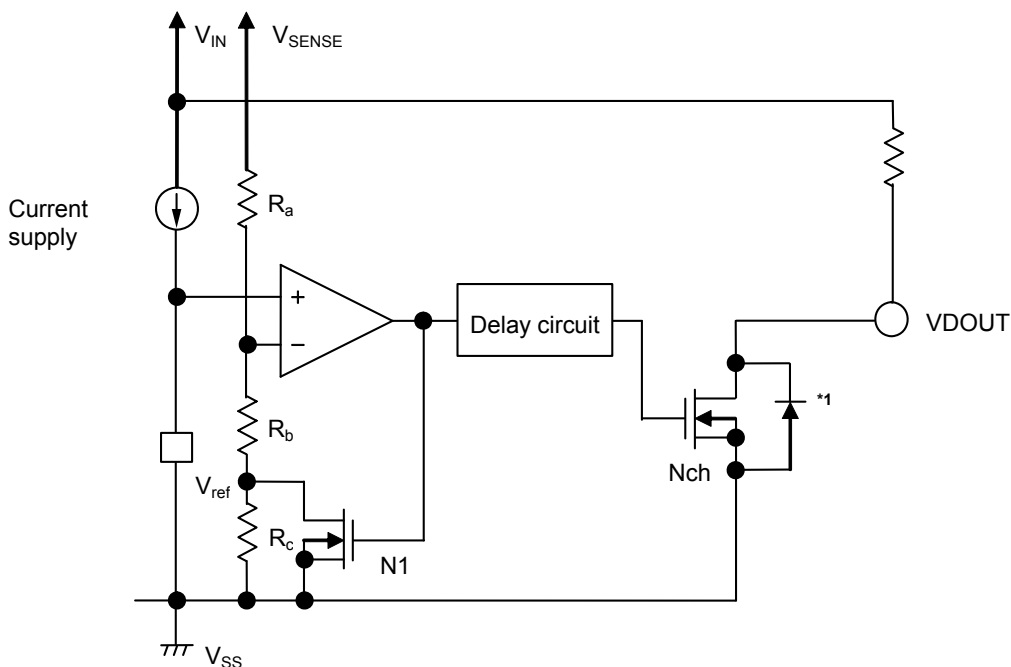 V_IN
V_SENSE
R_a
Current
supply
+
−
Delay circuit
VDOUT
*1
R_b
Nch
V_ref
R_c
N1
V_SS